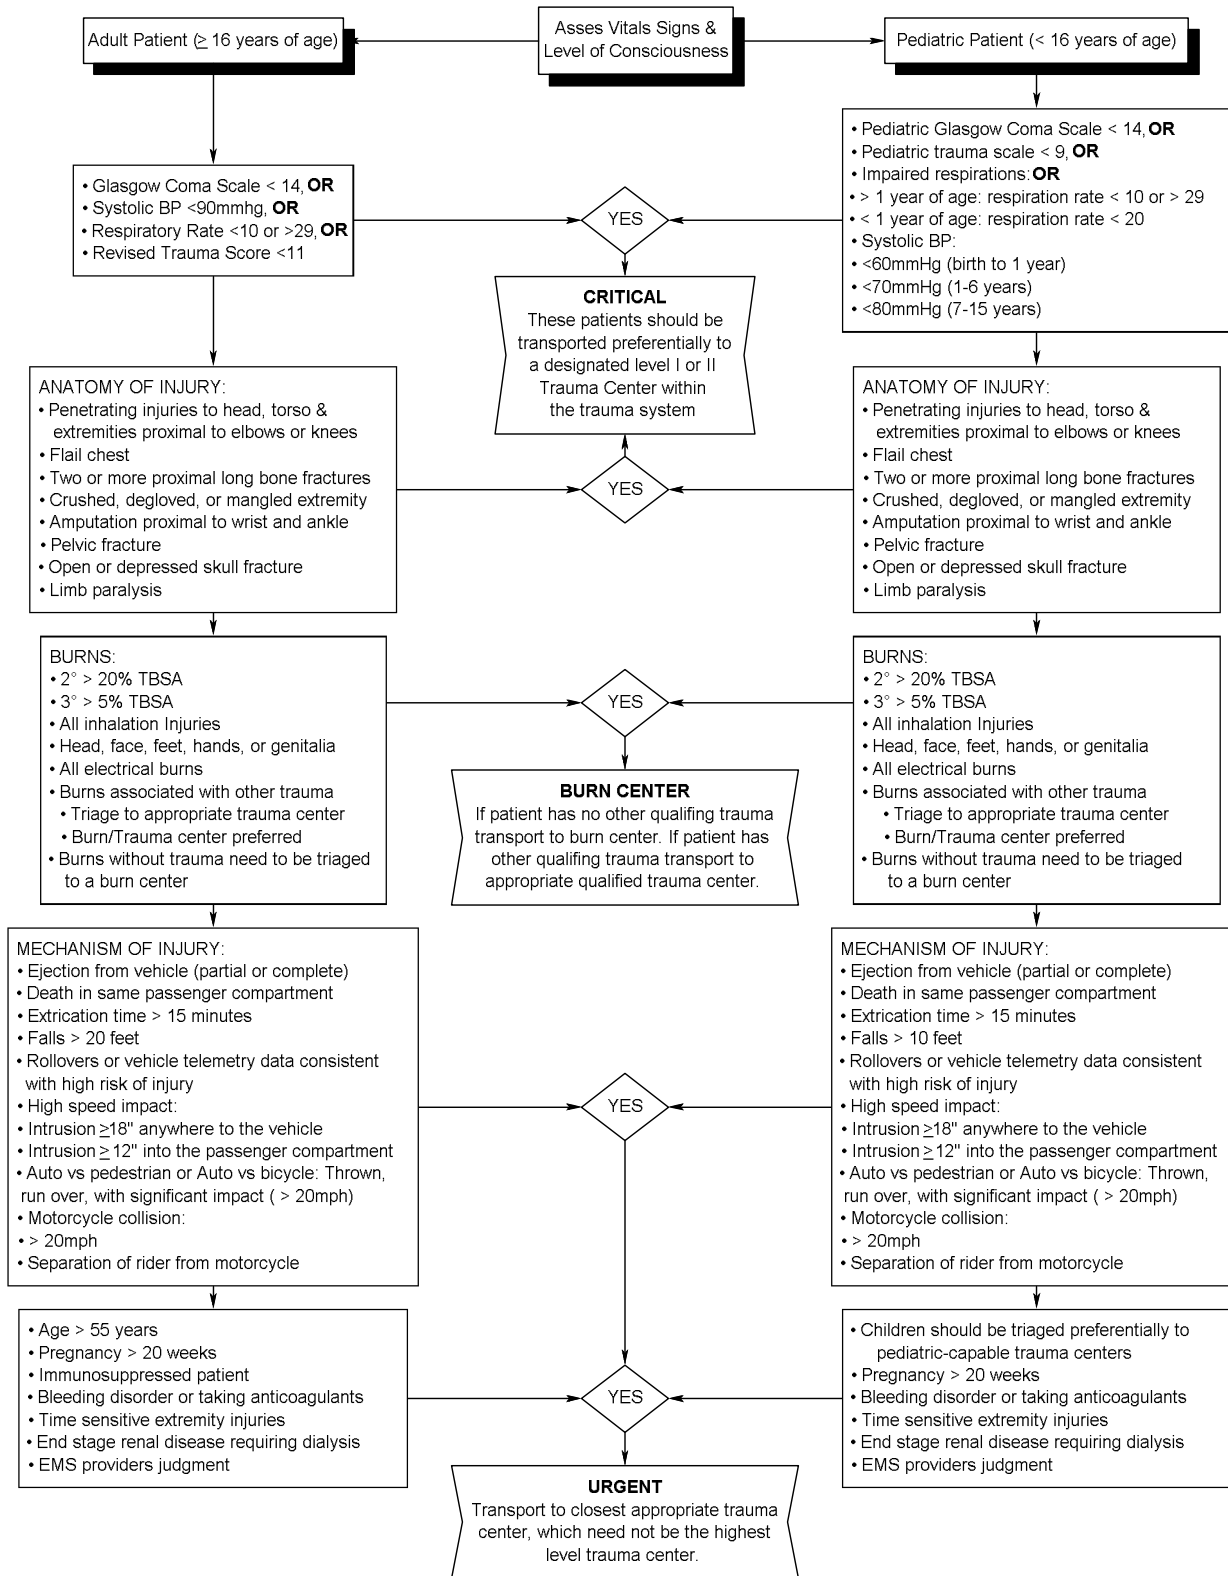 Adult Patient (≥ 16 years of age)
Asses Vitals Signs &
Level of Consciousness
Pediatric Patient (< 16 years of age)
• Glasgow Coma Scale < 14, OR
• Systolic BP <90mmhg, OR
• Respiratory Rate <10 or >29, OR
• Revised Trauma Score <11
YES
• Pediatric Glasgow Coma Scale < 14, OR
• Pediatric trauma scale < 9, OR
• Impaired respirations: OR
• > 1 year of age: respiration rate < 10 or > 29
• < 1 year of age: respiration rate < 20
• Systolic BP:
• <60mmHg (birth to 1 year)
• <70mmHg (1-6 years)
• <80mmHg (7-15 years)
CRITICAL
These patients should be
transported preferentially to
a designated level I or II
Trauma Center within
the trauma system
ANATOMY OF INJURY:
• Penetrating injuries to head, torso &
extremities proximal to elbows or knees
• Flail chest
• Two or more proximal long bone fractures
• Crushed, degloved, or mangled extremity
• Amputation proximal to wrist and ankle
• Pelvic fracture
• Open or depressed skull fracture
• Limb paralysis
YES
ANATOMY OF INJURY:
• Penetrating injuries to head, torso &
extremities proximal to elbows or knees
• Flail chest
• Two or more proximal long bone fractures
• Crushed, degloved, or mangled extremity
• Amputation proximal to wrist and ankle
• Pelvic fracture
• Open or depressed skull fracture
• Limb paralysis
BURNS:
• 2° > 20% TBSA
• 3° > 5% TBSA
• All inhalation Injuries
• Head, face, feet, hands, or genitalia
• All electrical burns
• Burns associated with other trauma
• Triage to appropriate trauma center
• Burn/Trauma center preferred
• Burns without trauma need to be triaged
to a burn center
YES
BURN CENTER
If patient has no other qualifing trauma
transport to burn center. If patient has
other qualifing trauma transport to
appropriate qualified trauma center.
BURNS:
• 2° > 20% TBSA
• 3° > 5% TBSA
• All inhalation Injuries
• Head, face, feet, hands, or genitalia
• All electrical burns
• Burns associated with other trauma
• Triage to appropriate trauma center
• Burn/Trauma center preferred
• Burns without trauma need to be triaged
to a burn center
MECHANISM OF INJURY:
• Ejection from vehicle (partial or complete)
• Death in same passenger compartment
• Extrication time > 15 minutes
• Falls > 20 feet
• Rollovers or vehicle telemetry data consistent
with high risk of injury
• High speed impact:
• Intrusion ≥18" anywhere to the vehicle
• Intrusion ≥ 12" into the passenger compartment
• Auto vs pedestrian or Auto vs bicycle: Thrown,
run over, with significant impact ( > 20mph)
• Motorcycle collision:
• > 20mph
• Separation of rider from motorcycle
YES
MECHANISM OF INJURY:
• Ejection from vehicle (partial or complete)
• Death in same passenger compartment
• Extrication time > 15 minutes
• Falls > 10 feet
• Rollovers or vehicle telemetry data consistent
with high risk of injury
• High speed impact:
• Intrusion ≥18" anywhere to the vehicle
• Intrusion ≥ 12" into the passenger compartment
• Auto vs pedestrian or Auto vs bicycle: Thrown,
run over, with significant impact ( > 20mph)
• Motorcycle collision:
• > 20mph
• Separation of rider from motorcycle
• Age > 55 years
• Pregnancy > 20 weeks
• Immunosuppressed patient
• Bleeding disorder or taking anticoagulants
• Time sensitive extremity injuries
• End stage renal disease requiring dialysis
• EMS providers judgment
YES
• Children should be triaged preferentially to
pediatric-capable trauma centers
• Pregnancy > 20 weeks
• Bleeding disorder or taking anticoagulants
• Time sensitive extremity injuries
• End stage renal disease requiring dialysis
• EMS providers judgment
URGENT
Transport to closest appropriate trauma
center, which need not be the highest
level trauma center.